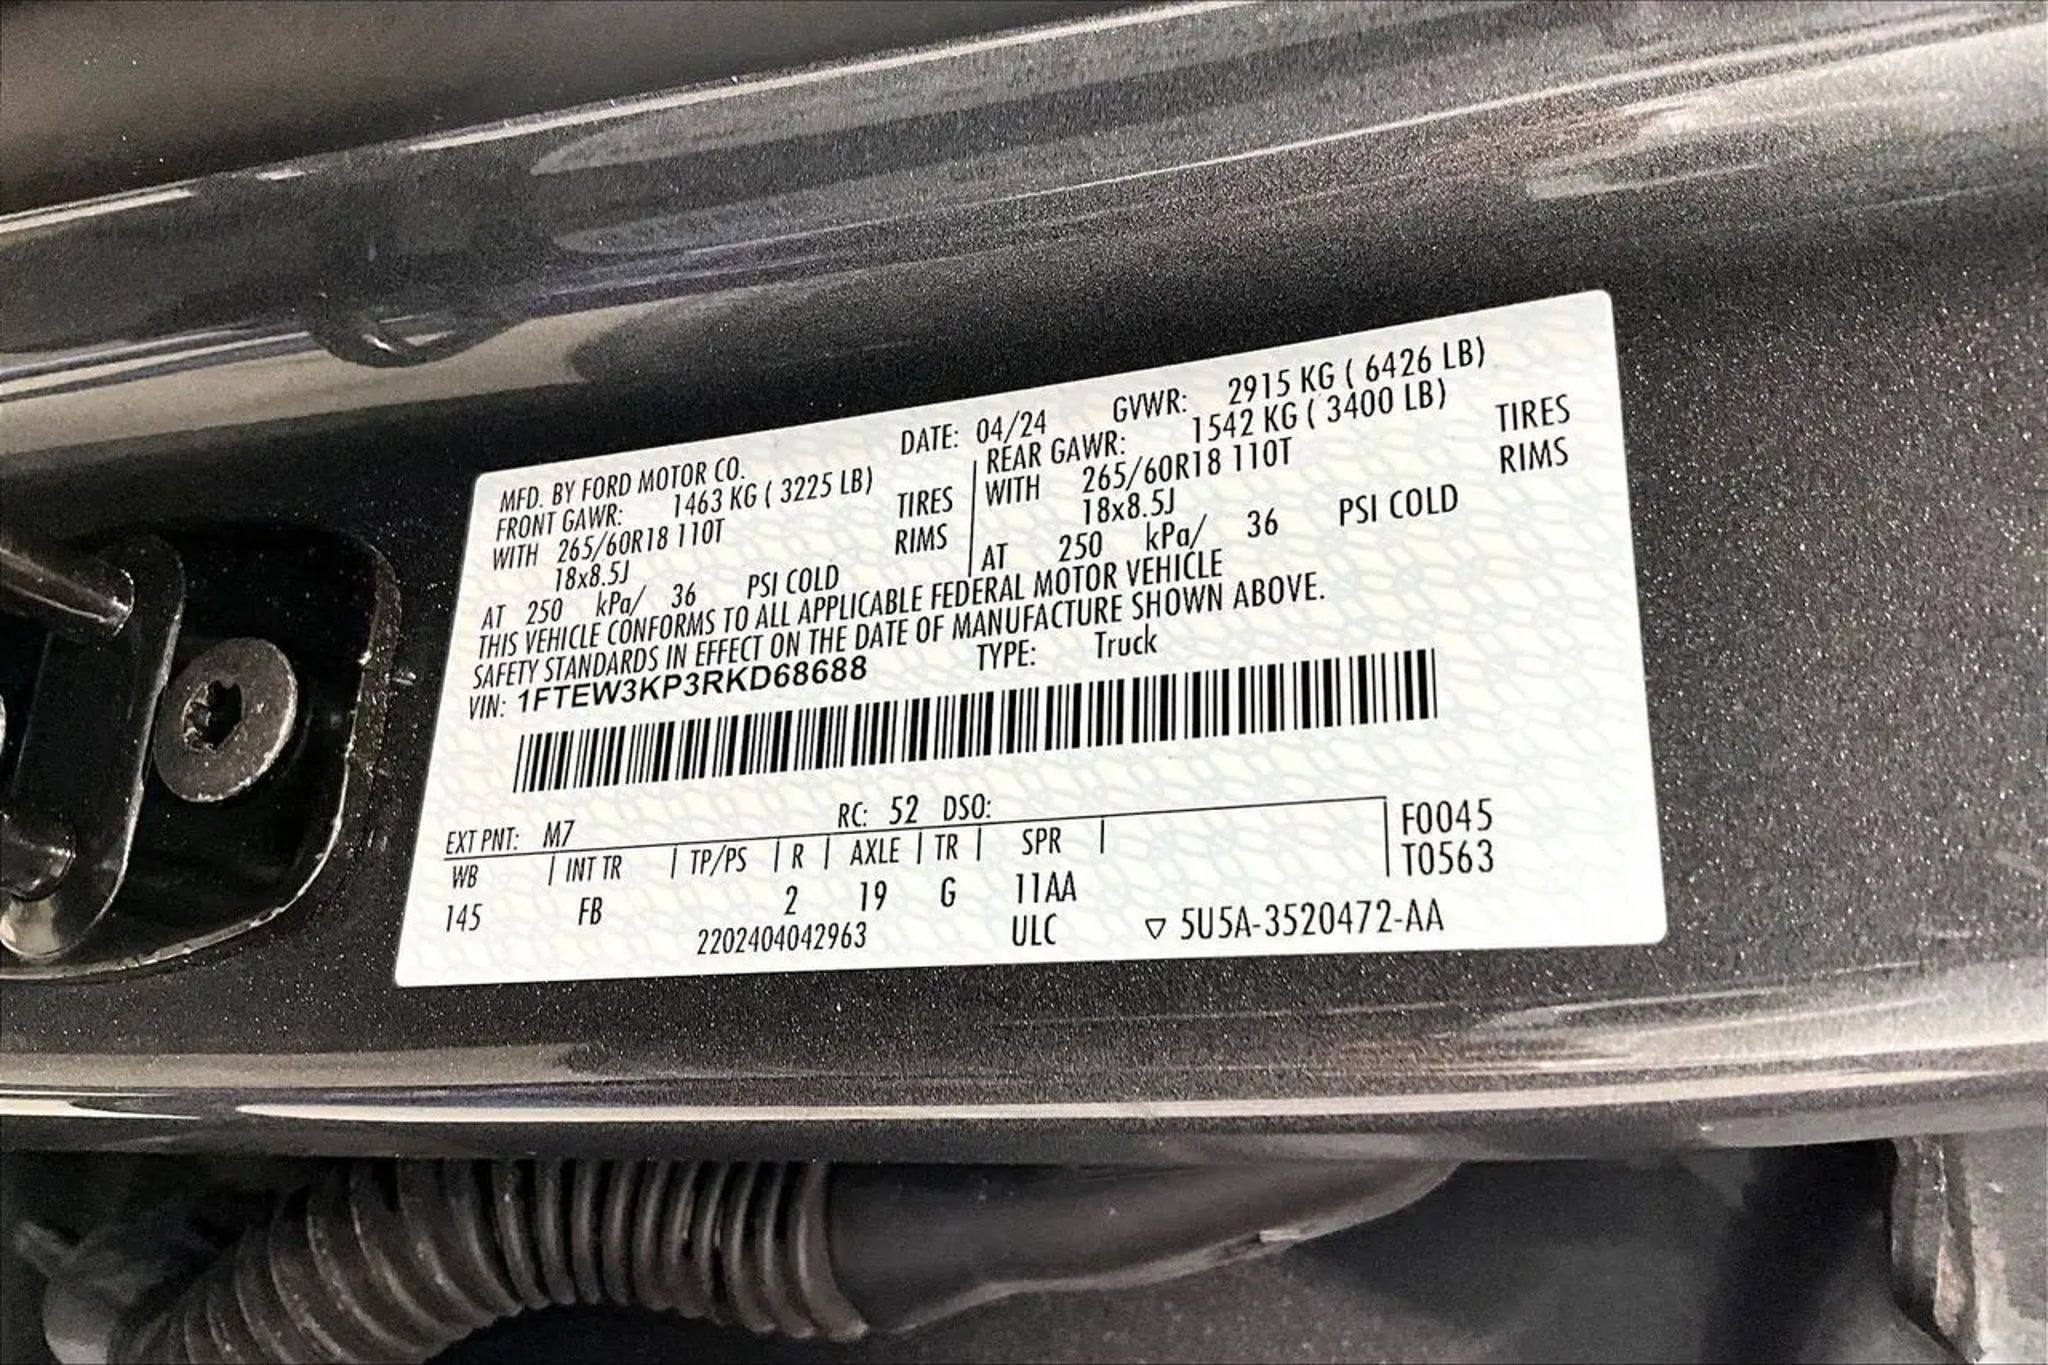 MFD. BY FORD MOTOR CO. DATE: 04/24 GVWR: 2915 KG ( 6426 LB)
FRONT GAWR: 1463 KG ( 3225 LB) REAR GAWR: 1542 KG ( 3400 LB)
WITH 265/60R18 110T TIRES WITH 265/60R18 110T TIRES
18x8.5J RIMS 18x8.5J RIMS
AT 250 kPa/ 36 PSI COLD AT 250 kPa/ 36 PSI COLD
THIS VEHICLE CONFORMS TO ALL APPLICABLE FEDERAL MOTOR VEHICLE
SAFETY STANDARDS IN EFFECT ON THE DATE OF MANUFACTURE SHOWN ABOVE.
VIN: 1FTEW3KP3RKD68688 TYPE: Truck
EXT PNT: M7 RC: 52 DSO: F0045
WB INT TR TP/PS R AXLE TR SPR T0563
145 FB 2 19 G 11AA
2202404042963 ULC ▽ 5U5A-3520472-AA